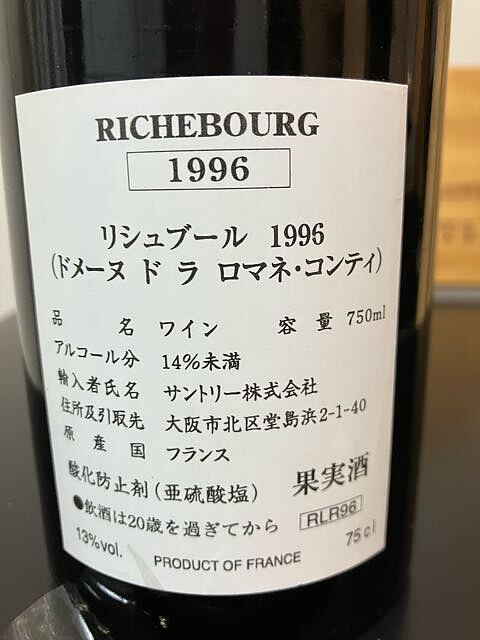 RICHEBOURG
1996
リシュブール 1996
(ドメーヌ ド ラ ロマネ・コンティ)
品名 ワイン 容量 750ml
アルコール分 14%未満
輸入者氏名 サントリー株式会社
住所及引取先 大阪市北区堂島浜2-1-40
原産国 フランス
酸化防止剤(亜硫酸塩) 果実酒
●飲酒は20歳を過ぎてから RLR96
13%vol. PRODUCT OF FRANCE 75cl